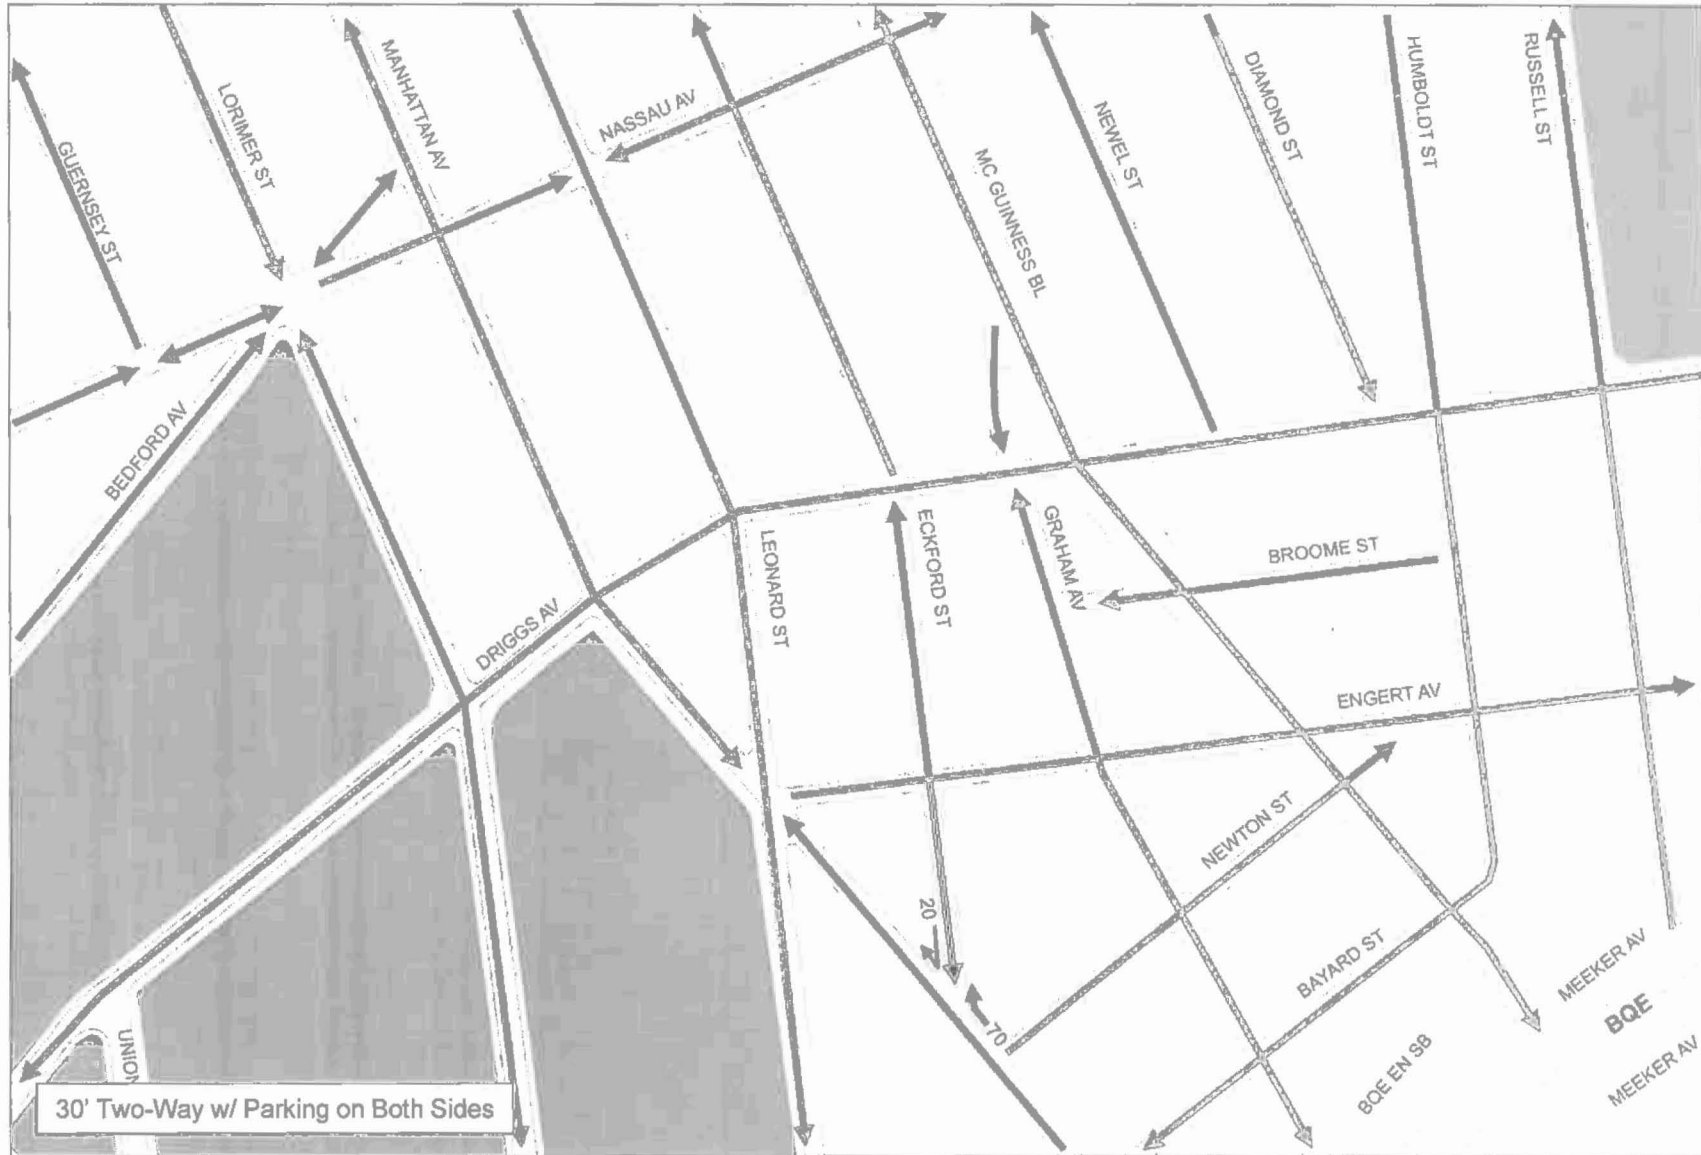 GUERNSEY ST
LORIMER ST
MANHATTAN AV
NASSAU AV
MC GUINNESS BL
NEWEL ST
DIAMOND ST
HUMBOLDT ST
RUSSELL ST
BEDFORD AV
DRIGGS AV
LEONARD ST
ECKFORD ST
GRAHAM AV
BROOME ST
ENGERT AV
NEWTON ST
20
70
BAYARD ST
MEEKER AV
BQE
MEEKER AV
BQE EN SB
UNION
30' Two-Way w/ Parking on Both Sides